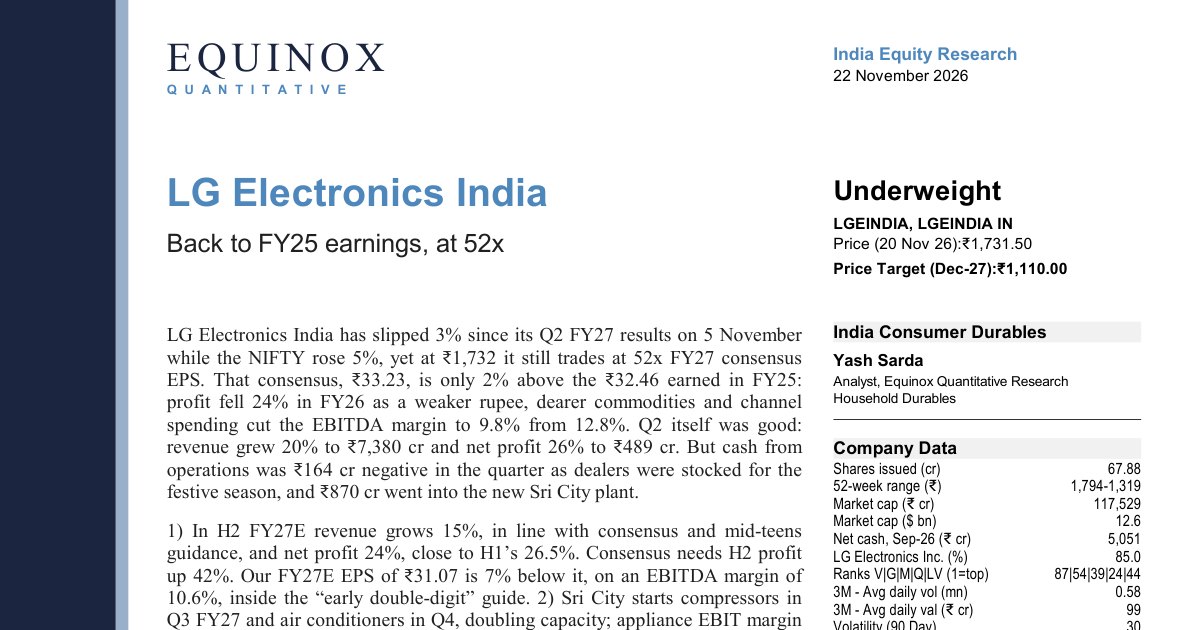 EQUINOX
QUANTITATIVE
India Equity Research
22 November 2026
LG Electronics India
Back to FY25 earnings, at 52x
Underweight
LGEINDIA, LGEINDIA IN
Price (20 Nov 26):₹1,731.50
Price Target (Dec-27):₹1,110.00
LG Electronics India has slipped 3% since its Q2 FY27 results on 5 November
while the NIFTY rose 5%, yet at ₹1,732 it still trades at 52x FY27 consensus
EPS. That consensus, ₹33.23, is only 2% above the ₹32.46 earned in FY25:
profit fell 24% in FY26 as a weaker rupee, dearer commodities and channel
spending cut the EBITDA margin to 9.8% from 12.8%. Q2 itself was good:
revenue grew 20% to ₹7,380 cr and net profit 26% to ₹489 cr. But cash from
operations was ₹164 cr negative in the quarter as dealers were stocked for the
festive season, and ₹870 cr went into the new Sri City plant.
1) In H2 FY27E revenue grows 15%, in line with consensus and mid-teens
guidance, and net profit 24%, close to H1’s 26.5%. Consensus needs H2 profit
up 42%. Our FY27E EPS of ₹31.07 is 7% below it, on an EBITDA margin of
10.6%, inside the “early double-digit” guide. 2) Sri City starts compressors in
Q3 FY27 and air conditioners in Q4, doubling capacity; appliance EBIT margin
India Consumer Durables
Yash Sarda
Analyst, Equinox Quantitative Research
Household Durables
Company Data
Shares issued (cr) 67.88
52-week range (₹) 1,794-1,319
Market cap (₹ cr) 117,529
Market cap ($ bn) 12.6
Net cash, Sep-26 (₹ cr) 5,051
LG Electronics Inc. (%) 85.0
Ranks V|G|M|Q|LV (1=top) 87|54|39|24|44
3M - Avg daily vol (mn) 0.58
3M - Avg daily val (₹ cr) 99
Volatility (90 Day) 30